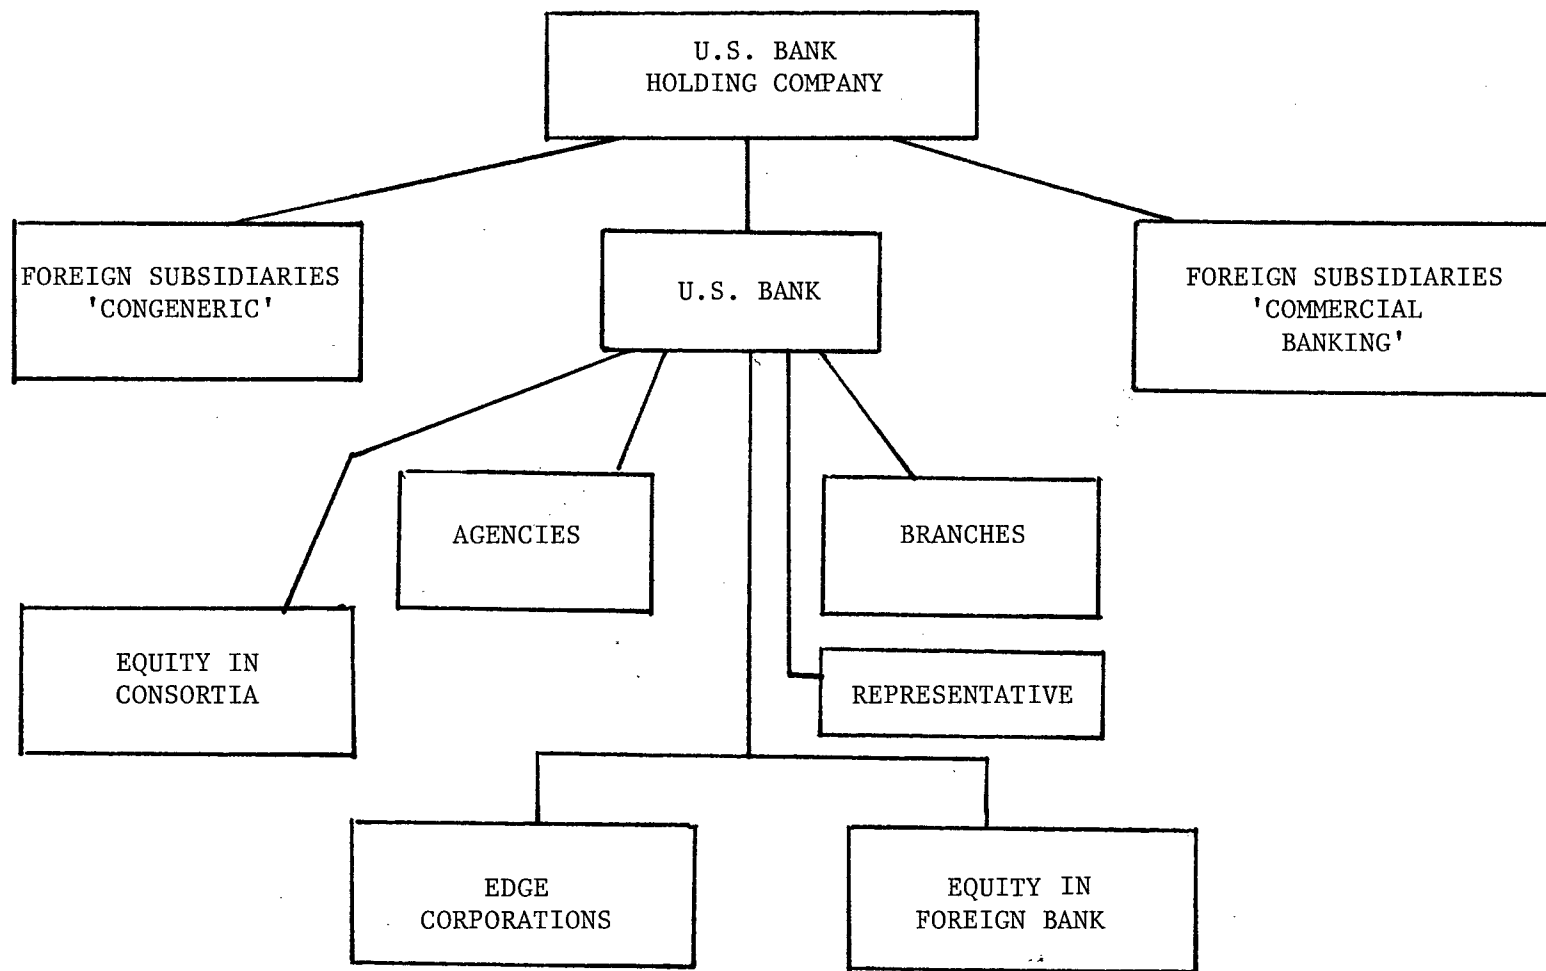 U.S. BANK
HOLDING COMPANY
FOREIGN SUBSIDIARIES
'CONGENERIC'
U.S. BANK
FOREIGN SUBSIDIARIES
'COMMERCIAL
BANKING'
AGENCIES
BRANCHES
EQUITY IN
CONSORTIA
REPRESENTATIVE
EDGE
CORPORATIONS
EQUITY IN
FOREIGN BANK